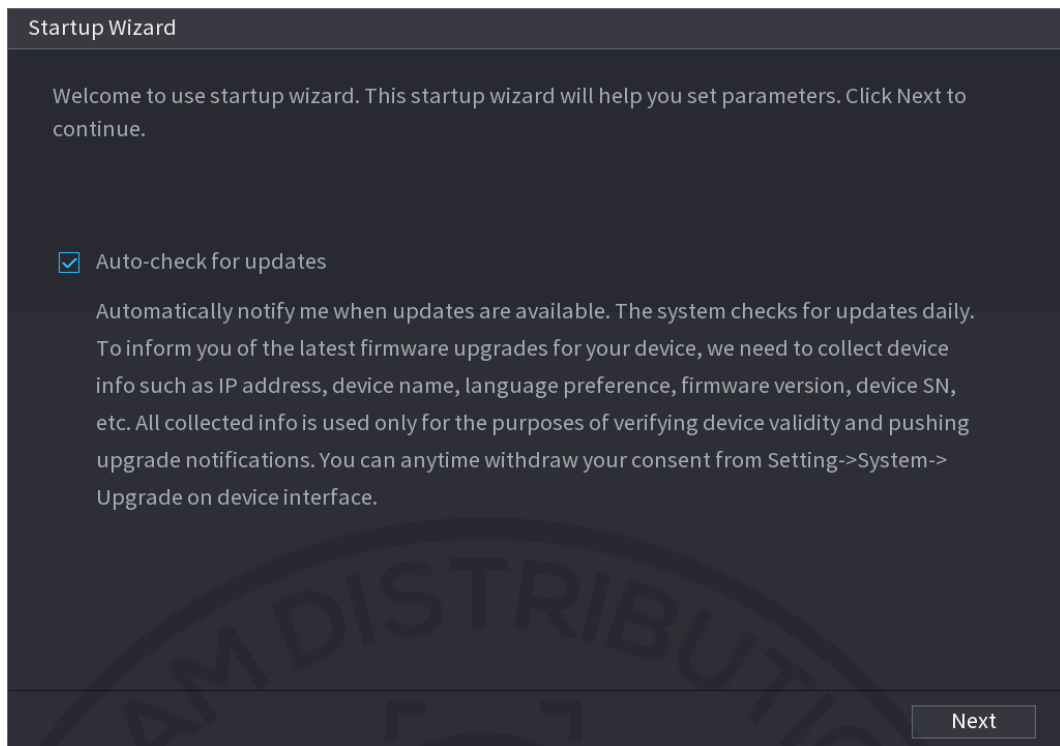 Startup Wizard
Welcome to use startup wizard. This startup wizard will help you set parameters. Click Next to
continue.
Auto-check for updates
Automatically notify me when updates are available. The system checks for updates daily.
To inform you of the latest firmware upgrades for your device, we need to collect device
info such as IP address, device name, language preference, firmware version, device SN,
etc. All collected info is used only for the purposes of verifying device validity and pushing
upgrade notifications. You can anytime withdraw your consent from Setting->System->
Upgrade on device interface.
DISTRIBUTIO
Next